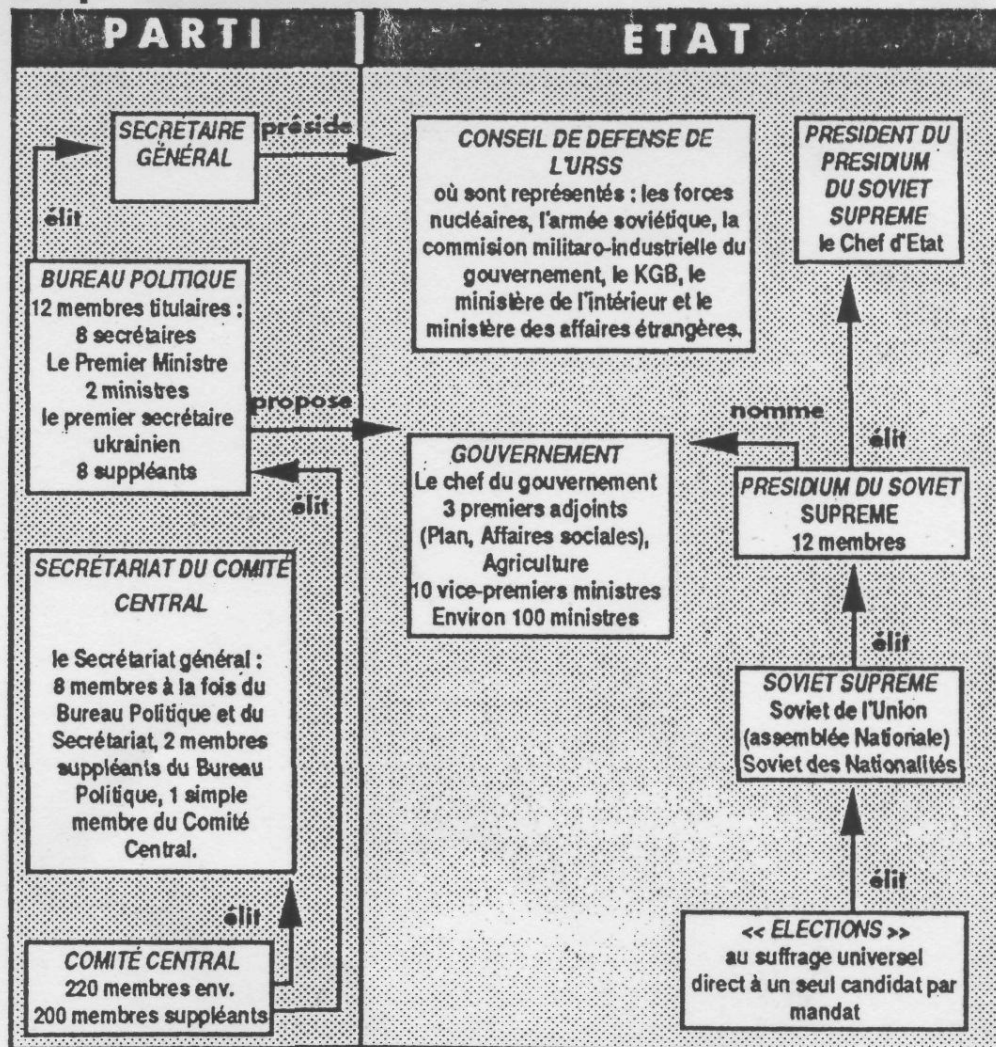 PARTI
ETAT
SECRÉTAIRE
GÉNÉRAL
préside
élit
BUREAU POLITIQUE
12 membres titulaires :
8 secrétaires
Le Premier Ministre
2 ministres
le premier secrétaire
ukrainien
8 suppléants
propose
élit
SECRÉTARIAT DU COMITÉ
CENTRAL
le Secrétariat général :
8 membres à la fois du
Bureau Politique et du
Secrétariat, 2 membres
suppléants du Bureau
Politique, 1 simple
membre du Comité
Central.
élit
COMITÉ CENTRAL
220 membres env.
200 membres suppléants
CONSEIL DE DEFENSE DE
L'URSS
où sont représentés : les forces
nucléaires, l'armée soviétique, la
commision militaro-industrielle du
gouvernement, le KGB, le
ministère de l'intérieur et le
ministère des affaires étrangères.
PRESIDENT DU
PRESIDIUM
DU SOVIET
SUPREME
le Chef d'Etat
nomme
élit
GOUVERNEMENT
Le chef du gouvernement
3 premiers adjoints
(Plan, Affaires sociales),
Agriculture
10 vice-premiers ministres
Environ 100 ministres
PRESIDIUM DU SOVIET
SUPREME
12 membres
élit
SOVIET SUPREME
Soviet de l'Union
(assemblée Nationale)
Soviet des Nationalités
élit
<< ELECTIONS >>
au suffrage universel
direct à un seul candidat par
mandat